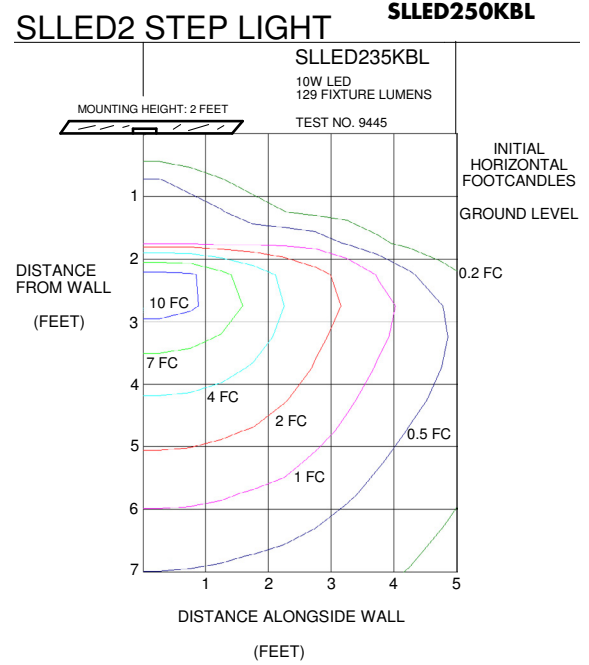 SLLED2 STEP LIGHT
SLLED250KBL
SLLED235KBL
10W LED
129 FIXTURE LUMENS
TEST NO. 9445
MOUNTING HEIGHT: 2 FEET
INITIAL
HORIZONTAL
FOOTCANDLES
GROUND LEVEL
DISTANCE
FROM WALL
(FEET)
1
2
3
4
5
6
7
0.2 FC
10 FC
7 FC
4 FC
2 FC
1 FC
0.5 FC
1
2
3
4
5
DISTANCE ALONGSIDE WALL
(FEET)